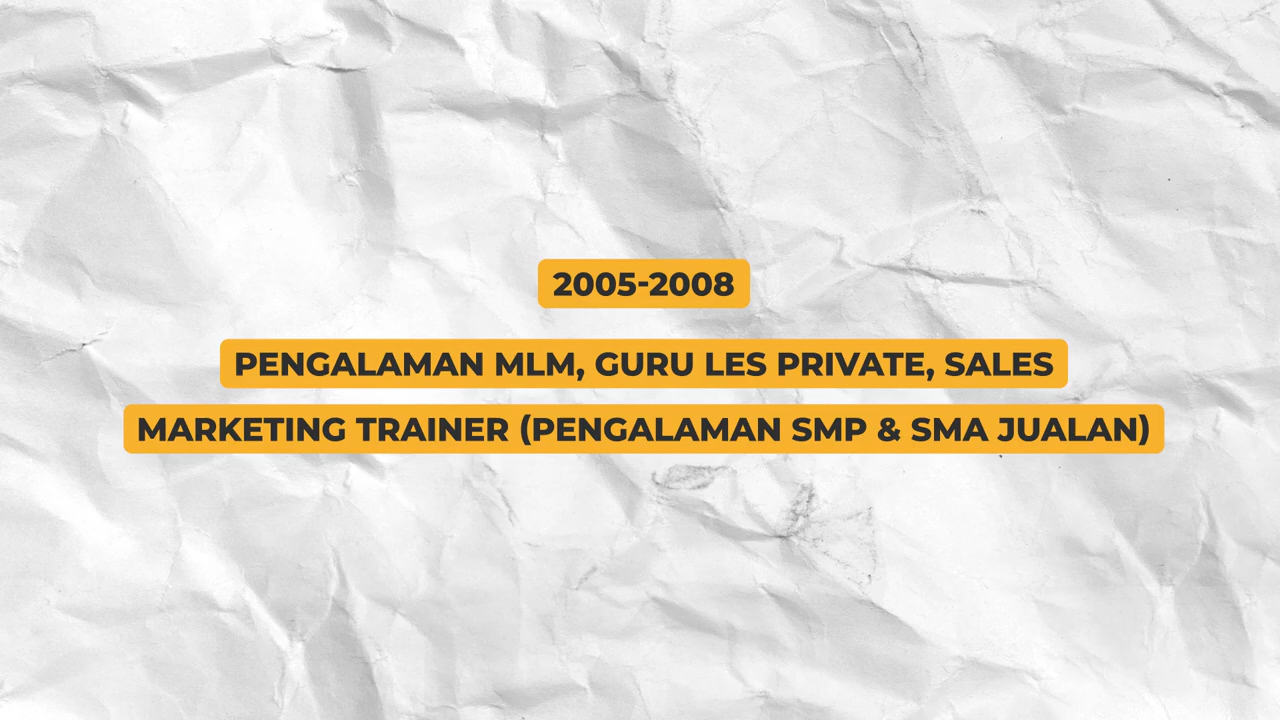 2005-2008
PENGALAMAN MLM, GURU LES PRIVATE, SALES
MARKETING TRAINER (PENGALAMAN SMP & SMA JUALAN)